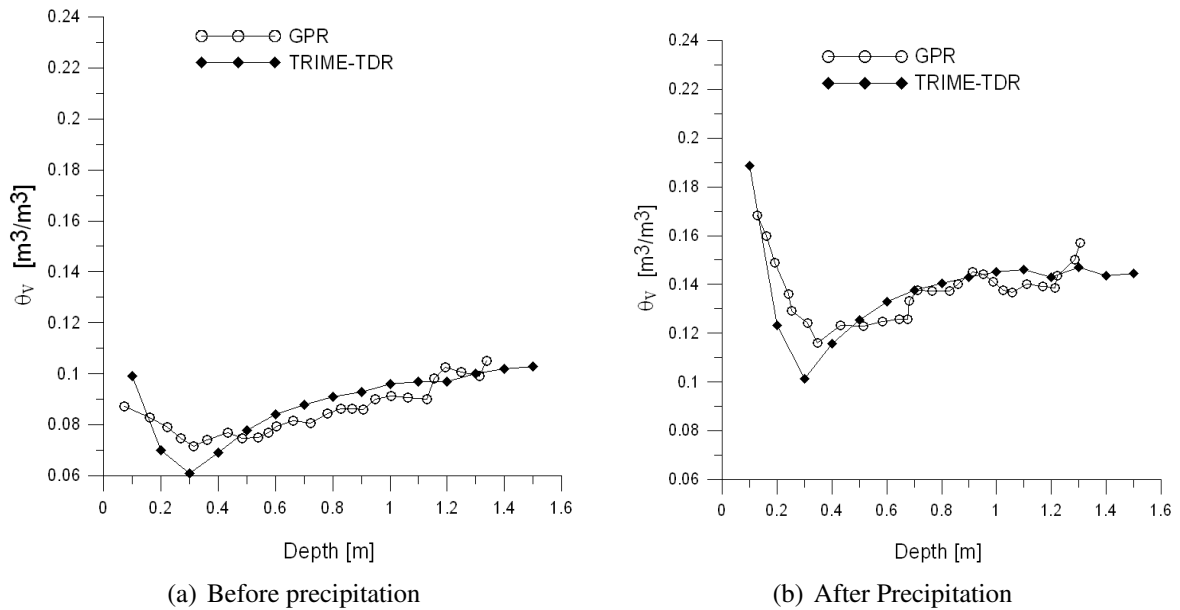 0.24
0.22
0.2
0.18
0.16
0.14
0.12
0.1
0.08
0.06
θV [m3/m3]
GPR
TRIME-TDR
0 0.2 0.4 0.6 0.8 1 1.2 1.4 1.6
Depth [m]
(a) Before precipitation
0.24
0.22
0.2
0.18
0.16
0.14
0.12
0.1
0.08
0.06
θV [m3/m3]
GPR
TRIME-TDR
0 0.2 0.4 0.6 0.8 1 1.2 1.4 1.6
Depth [m]
(b) After Precipitation